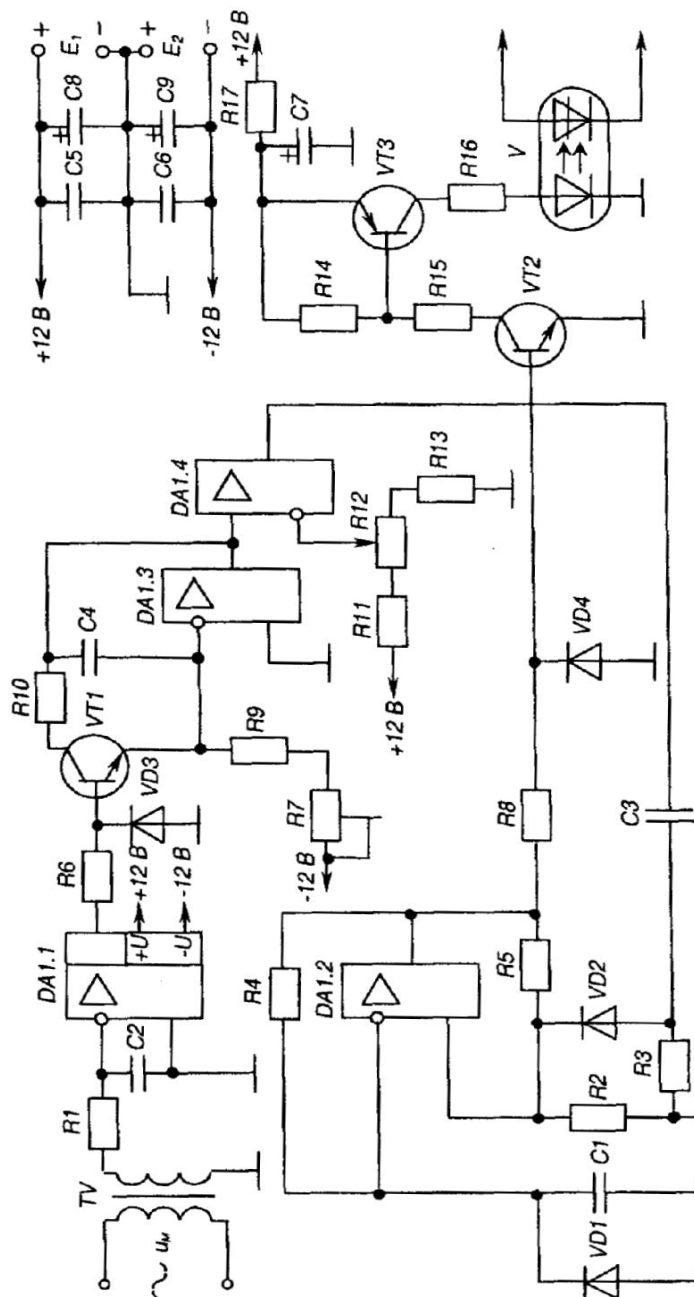 TV
u_м
R1
C2
DA1.1
+U
-U
+12 В
-12 В
R6
VD3
VT1
R10
C4
R9
R7
-12 В
DA1.3
DA1.4
R11
+12 В
R12
R13
+12 В
-12 В
C5
C8
C6
C9
+
E₁
-
+
E₂
-
+12 В
R17
C7
VT3
R14
R15
R16
V
VT2
VD4
R8
C3
R4
DA1.2
R5
VD2
R2
R3
C1
VD1